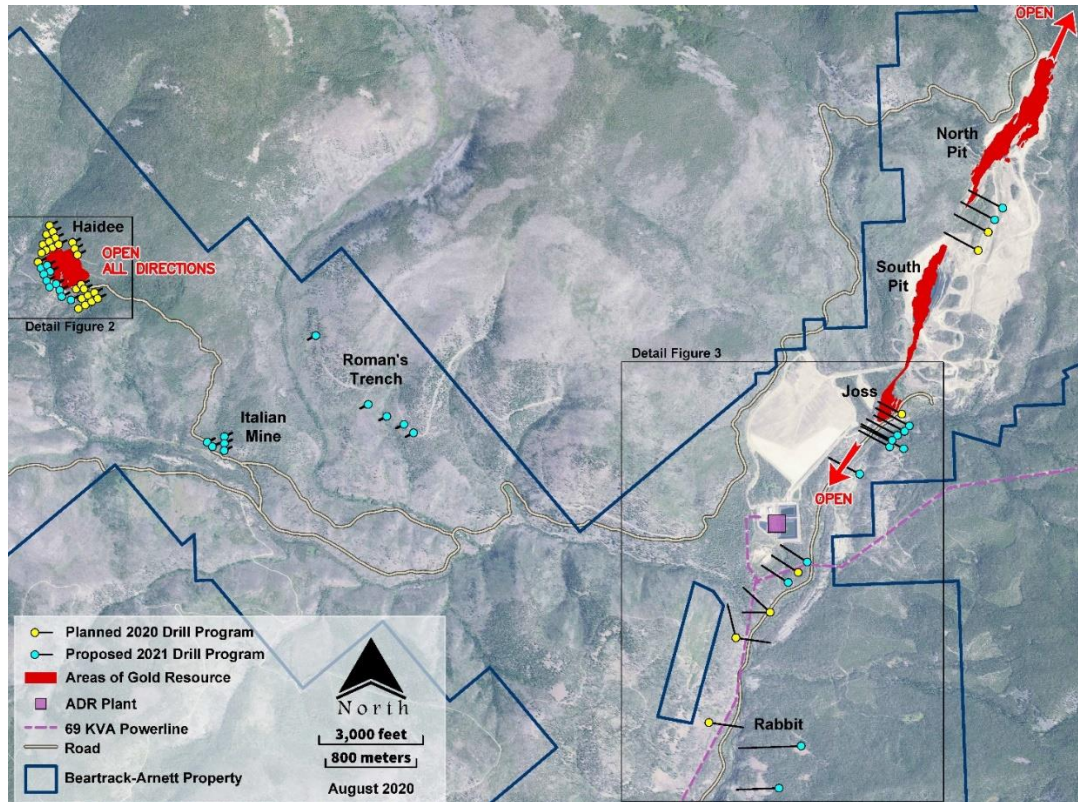 OPEN
North
Pit
Haidee
OPEN
ALL DIRECTIONS
South
Pit
Detail Figure 2
Detail Figure 3
Roman's
Trench
Joss
Italian
Mine
OPEN
Rabbit
Planned 2020 Drill Program
Proposed 2021 Drill Program
Areas of Gold Resource
ADR Plant
69 KVA Powerline
Road
Beartrack-Arnett Property
North
3,000 feet
800 meters
August 2020